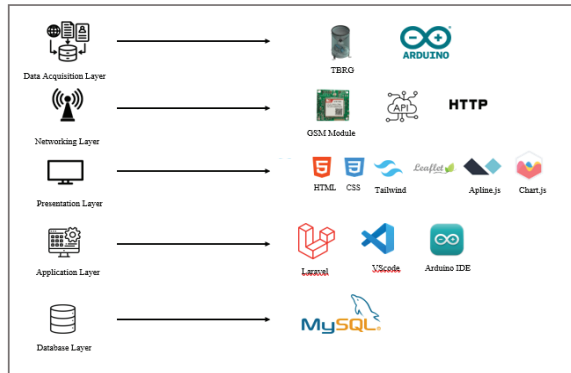 ARDUINO
TBRG
Data Acquisition Layer
API
HTTP
GSM Module
Networking Layer
Leaflet
HTML
CSS
Tailwind
Apline.js
Chart.js
Presentation Layer
Laravel
VScode
Arduino IDE
Application Layer
MySQL
Database Layer